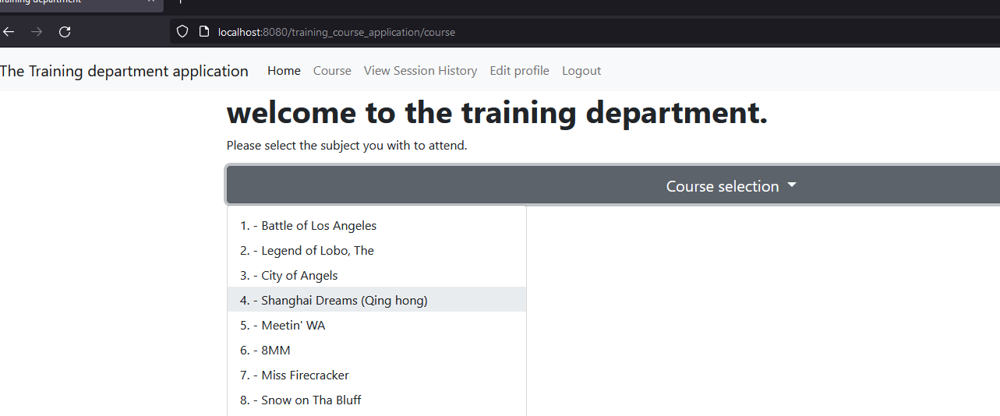 Training department
localhost:8080/training_course_application/course
The Training department application Home Course View Session History Edit profile Logout
welcome to the training department.
Please select the subject you with to attend.
Course selection
1. - Battle of Los Angeles
2. - Legend of Lobo, The
3. - City of Angels
4. - Shanghai Dreams (Qing hong)
5. - Meetin' WA
6. - 8MM
7. - Miss Firecracker
8. - Snow on Tha Bluff